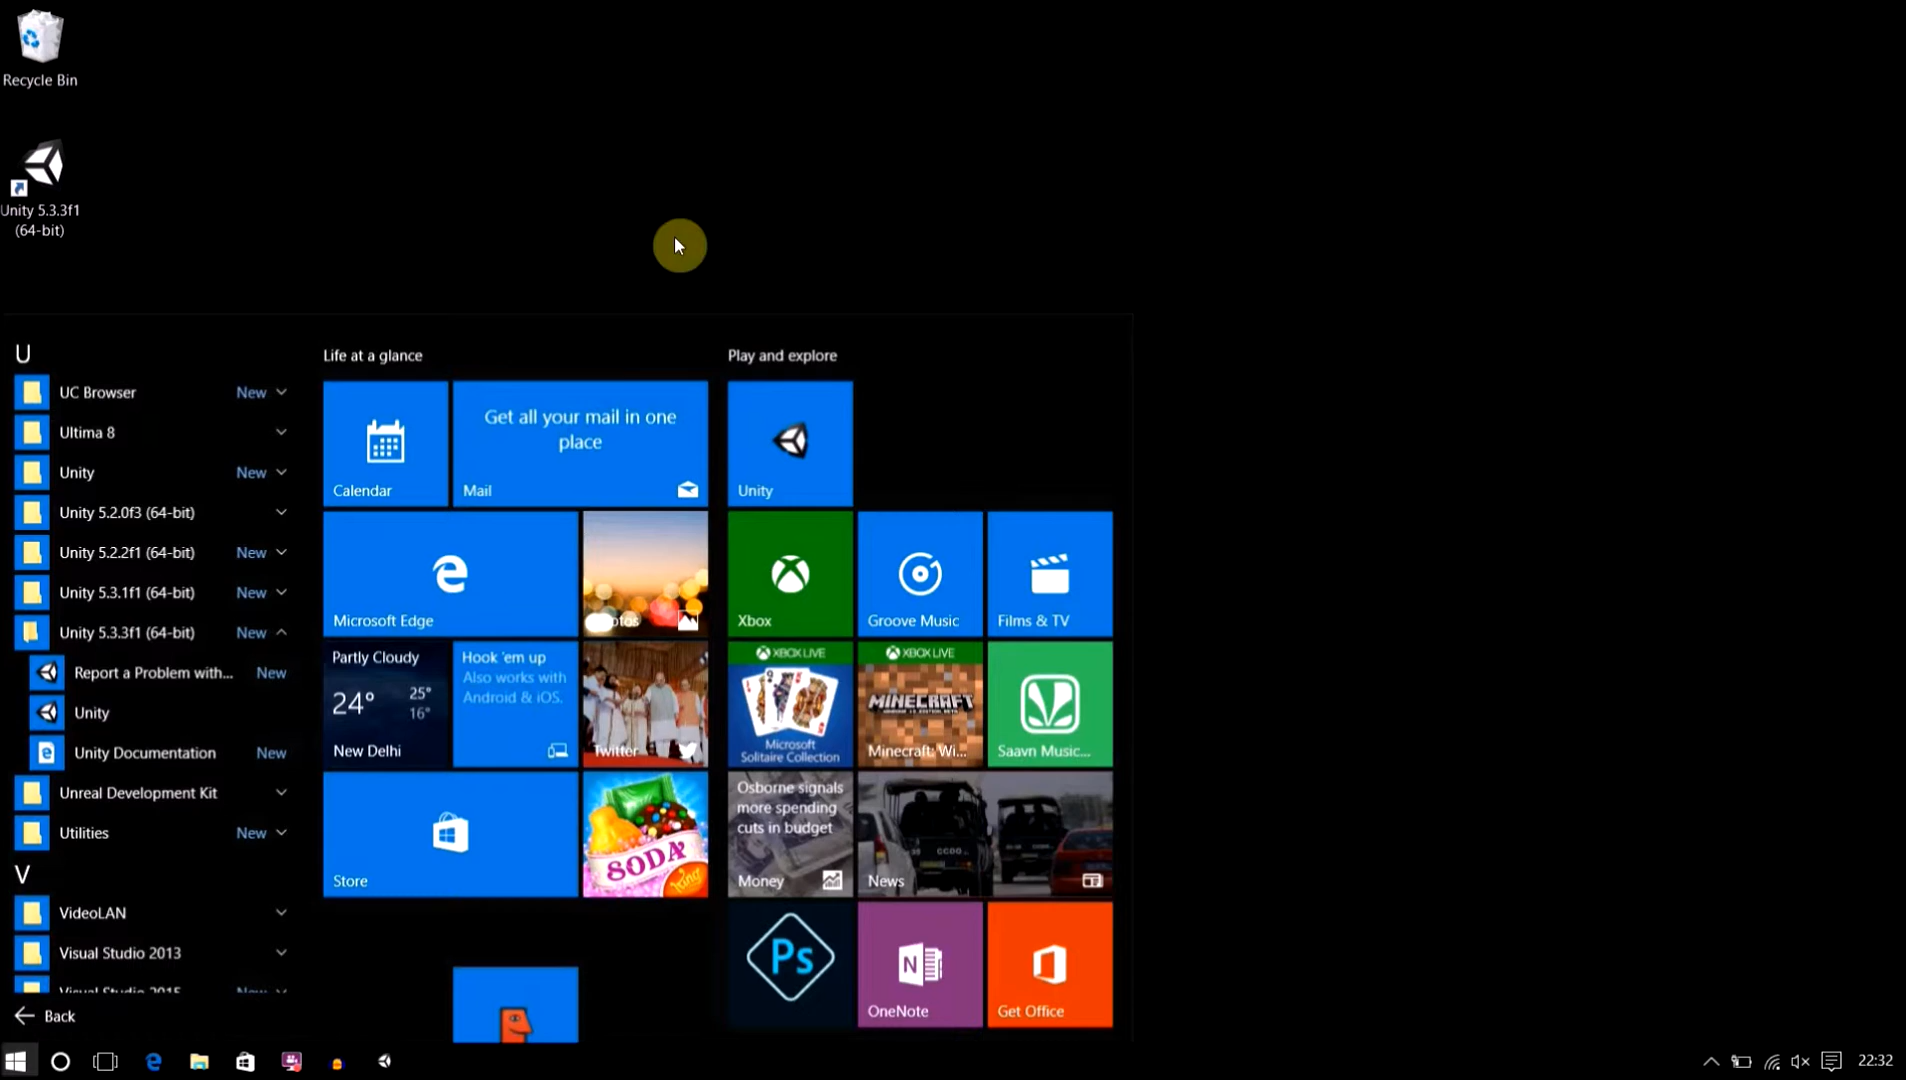 Recycle Bin
Unity 5.3.3f1
(64-bit)
U
UC Browser New
Ultima 8
Unity New
Unity 5.2.0f3 (64-bit)
Unity 5.2.2f1 (64-bit) New
Unity 5.3.1f1 (64-bit) New
Unity 5.3.3f1 (64-bit) New
Report a Problem with... New
Unity
Unity Documentation New
Unreal Development Kit
Utilities New
V
VideoLAN
Visual Studio 2013
Visual Studio 2015 New
Back
Life at a glance
Calendar
Get all your mail in one
place
Mail
Microsoft Edge
Partly Cloudy
24° 25°
16°
New Delhi
Hook 'em up
Also works with
Android & iOS.
Twitter
Store
SODA
King
Play and explore
Unity
Xbox
Groove Music
Films & TV
XBOX LIVE
Microsoft
Solitaire Collection
XBOX LIVE
MINECRAFT
Minecraft: Wi...
Saavn Music...
Osborne signals
more spending
cuts in budget
Money
News
Ps
N
OneNote
Get Office
22:32